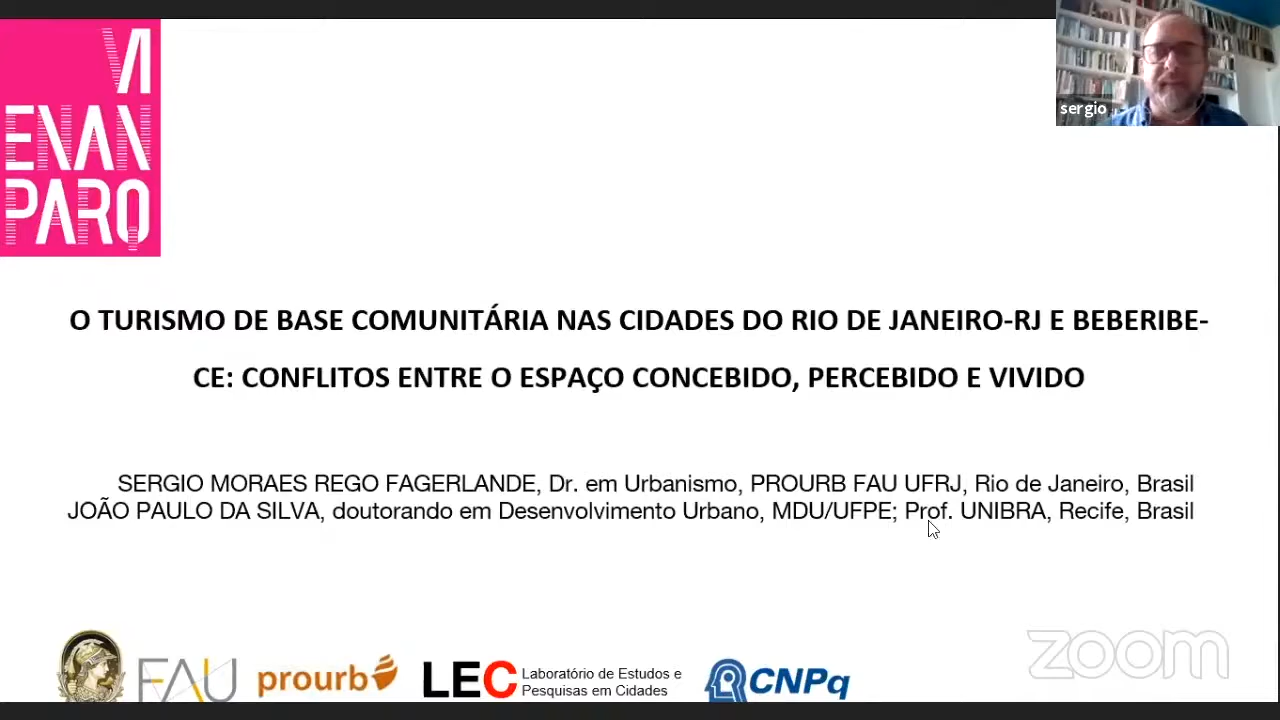 VI
ENAN
PARQ
sergio
O TURISMO DE BASE COMUNITÁRIA NAS CIDADES DO RIO DE JANEIRO-RJ E BEBERIBE-
CE: CONFLITOS ENTRE O ESPAÇO CONCEBIDO, PERCEBIDO E VIVIDO
SERGIO MORAES REGO FAGERLANDE, Dr. em Urbanismo, PROURB FAU UFRJ, Rio de Janeiro, Brasil
JOÃO PAULO DA SILVA, doutorando em Desenvolvimento Urbano, MDU/UFPE; Prof. UNIBRA, Recife, Brasil
FAU
prourb
LEC Laboratório de Estudos e
Pesquisas em Cidades
CNPq
zoom